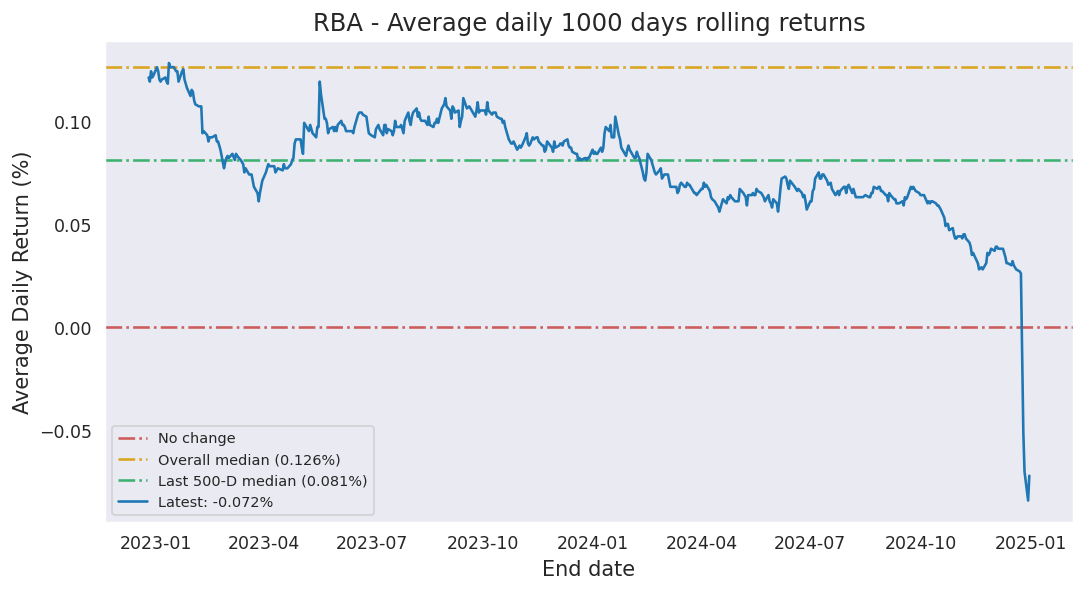 RBA - Average daily 1000 days rolling returns
Average Daily Return (%)
0.10
0.05
0.00
−0.05
No change
Overall median (0.126%)
Last 500-D median (0.081%)
Latest: -0.072%
2023-01 2023-04 2023-07 2023-10 2024-01 2024-04 2024-07 2024-10 2025-01
End date